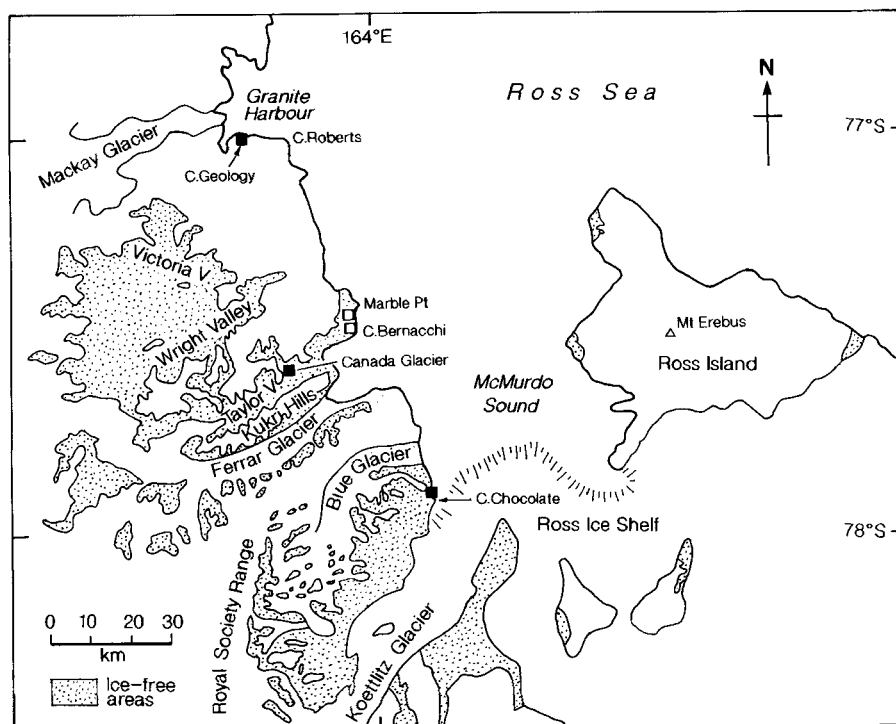 164°E
Granite
Harbour
Ross Sea
N
77°S
Mackay Glacier
C.Roberts
C.Geology
Victoria V
Marble Pt
C.Bernacchi
Wright Valley
Mt Erebus
Canada Glacier
Ross Island
Taylor V
McMurdo
Sound
Kukri Hills
Ferrar Glacier
Blue Glacier
C.Chocolate
Ross Ice Shelf
78°S
Royal Society Range
Koettlitz Glacier
0 10 20 30
km
Ice-free
areas